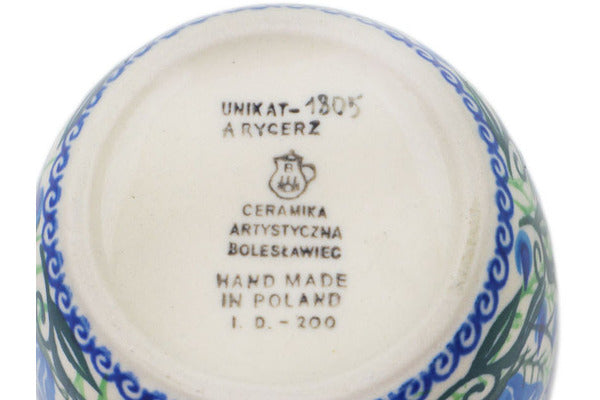 UNIKAT-1805
A RYCERZ
B
CERAMIKA
ARTYSTYCZNA
BOLESŁAWIEC
HAND MADE
IN POLAND
I. D. - 200